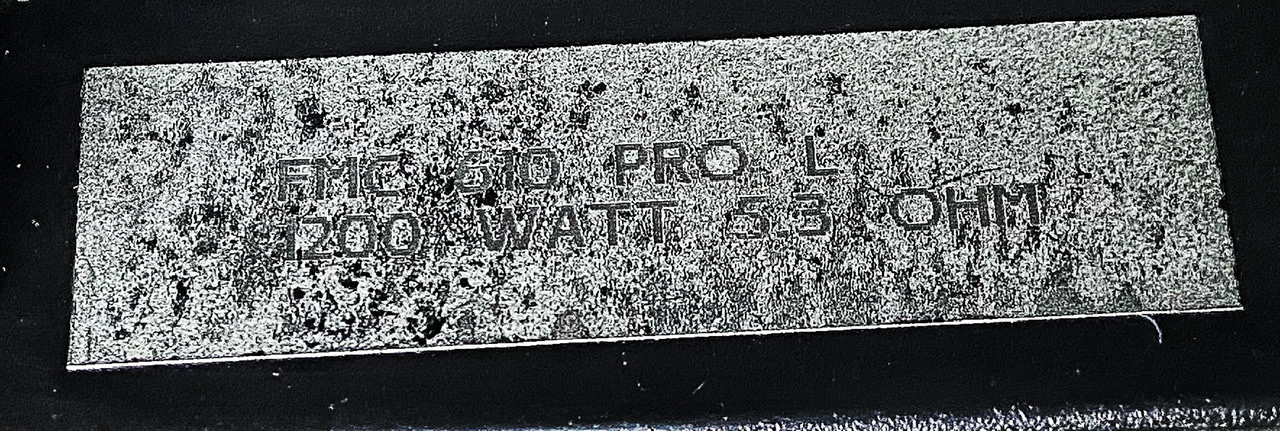 FMC 610 PRO L
1200 WATT 5.3 OHM